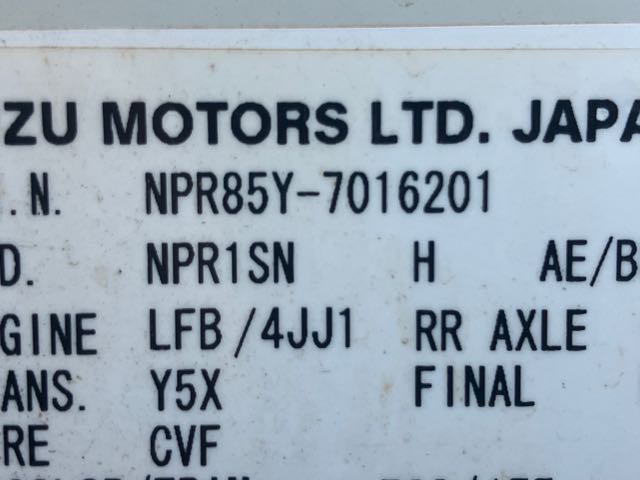 ZU MOTORS LTD. JAPA
.N. NPR85Y-7016201
D. NPR1SN H AE/B
GINE LFB/4JJ1 RR AXLE
ANS. Y5X FINAL
RE CVF